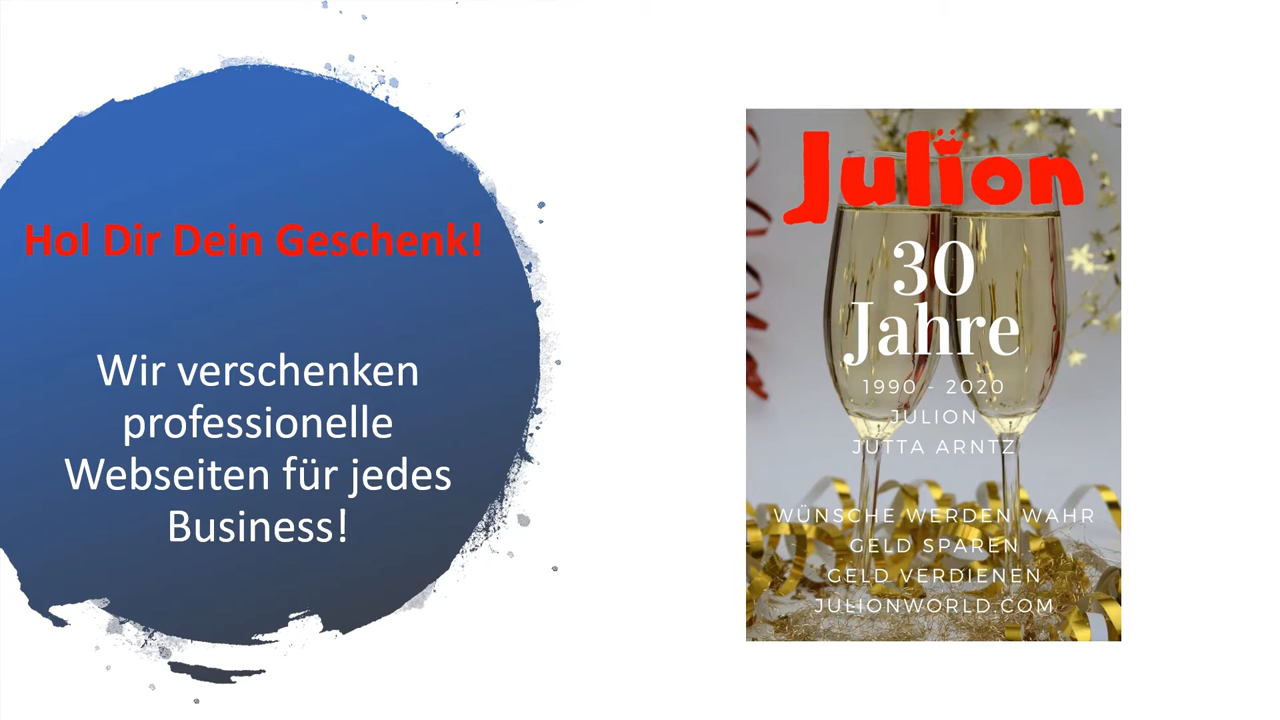 Hol Dir Dein Geschenk!
Wir verschenken
professionelle
Webseiten für jedes
Business!
Julion
30
Jahre
1990 - 2020
JULION
JUTTA ARNTZ
WÜNSCHE WERDEN WAHR
GELD SPAREN
GELD VERDIENEN
JULIONWORLD.COM